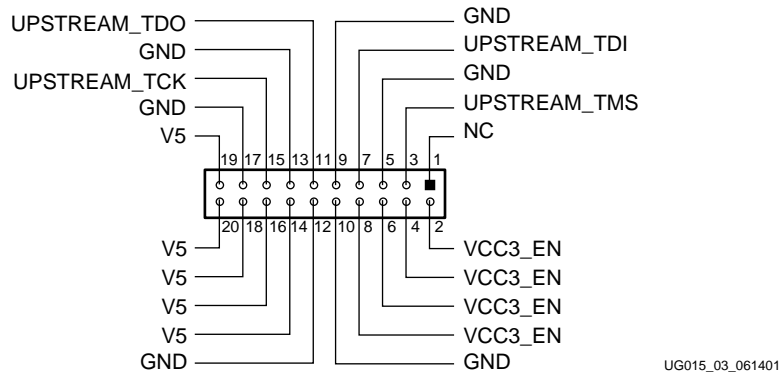 UPSTREAM_TDO
GND
UPSTREAM_TCK
GND
V5
GND
UPSTREAM_TDI
GND
UPSTREAM_TMS
NC
19 17 15 13 11 9 7 5 3 1
20 18 16 14 12 10 8 6 4 2
V5
V5
V5
V5
GND
VCC3_EN
VCC3_EN
VCC3_EN
VCC3_EN
GND
UG015_03_061401